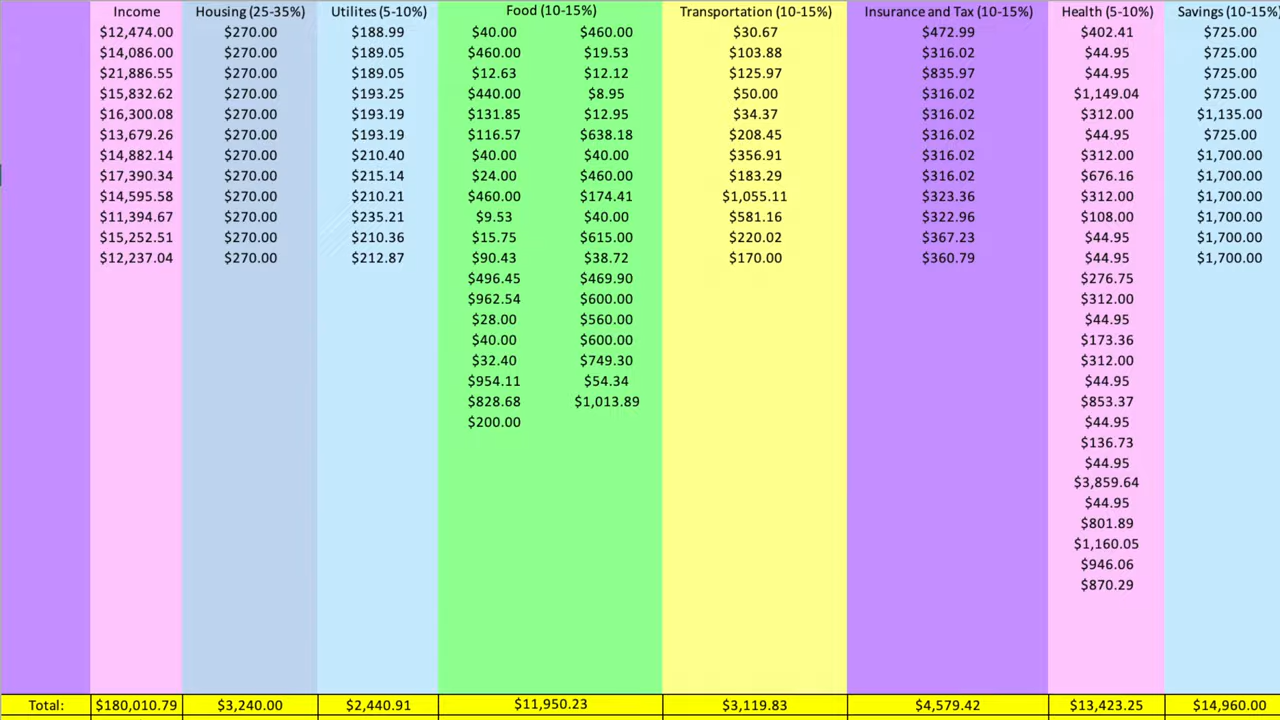 Income Housing (25-35%) Utilites (5-10%) Food (10-15%) Transportation (10-15%) Insurance and Tax (10-15%) Health (5-10%) Savings (10-15%)
$12,474.00 $270.00 $188.99 $40.00 $460.00 $30.67 $472.99 $402.41 $725.00
$14,086.00 $270.00 $189.05 $460.00 $19.53 $103.88 $316.02 $44.95 $725.00
$21,886.55 $270.00 $189.05 $12.63 $12.12 $125.97 $835.97 $44.95 $725.00
$15,832.62 $270.00 $193.25 $440.00 $8.95 $50.00 $316.02 $1,149.04 $725.00
$16,300.08 $270.00 $193.19 $131.85 $12.95 $34.37 $316.02 $312.00 $1,135.00
$13,679.26 $270.00 $193.19 $116.57 $638.18 $208.45 $316.02 $44.95 $725.00
$14,882.14 $270.00 $210.40 $40.00 $40.00 $356.91 $316.02 $312.00 $1,700.00
$17,390.34 $270.00 $215.14 $24.00 $460.00 $183.29 $316.02 $676.16 $1,700.00
$14,595.58 $270.00 $210.21 $460.00 $174.41 $1,055.11 $323.36 $312.00 $1,700.00
$11,394.67 $270.00 $235.21 $9.53 $40.00 $581.16 $322.96 $108.00 $1,700.00
$15,252.51 $270.00 $210.36 $15.75 $615.00 $220.02 $367.23 $44.95 $1,700.00
$12,237.04 $270.00 $212.87 $90.43 $38.72 $170.00 $360.79 $44.95 $1,700.00
$496.45 $469.90 $276.75
$962.54 $600.00 $312.00
$28.00 $560.00 $44.95
$40.00 $600.00 $173.36
$32.40 $749.30 $312.00
$954.11 $54.34 $44.95
$828.68 $1,013.89 $853.37
$200.00 $44.95
$136.73
$44.95
$3,859.64
$44.95
$801.89
$1,160.05
$946.06
$870.29
Total: $180,010.79 $3,240.00 $2,440.91 $11,950.23 $3,119.83 $4,579.42 $13,423.25 $14,960.00